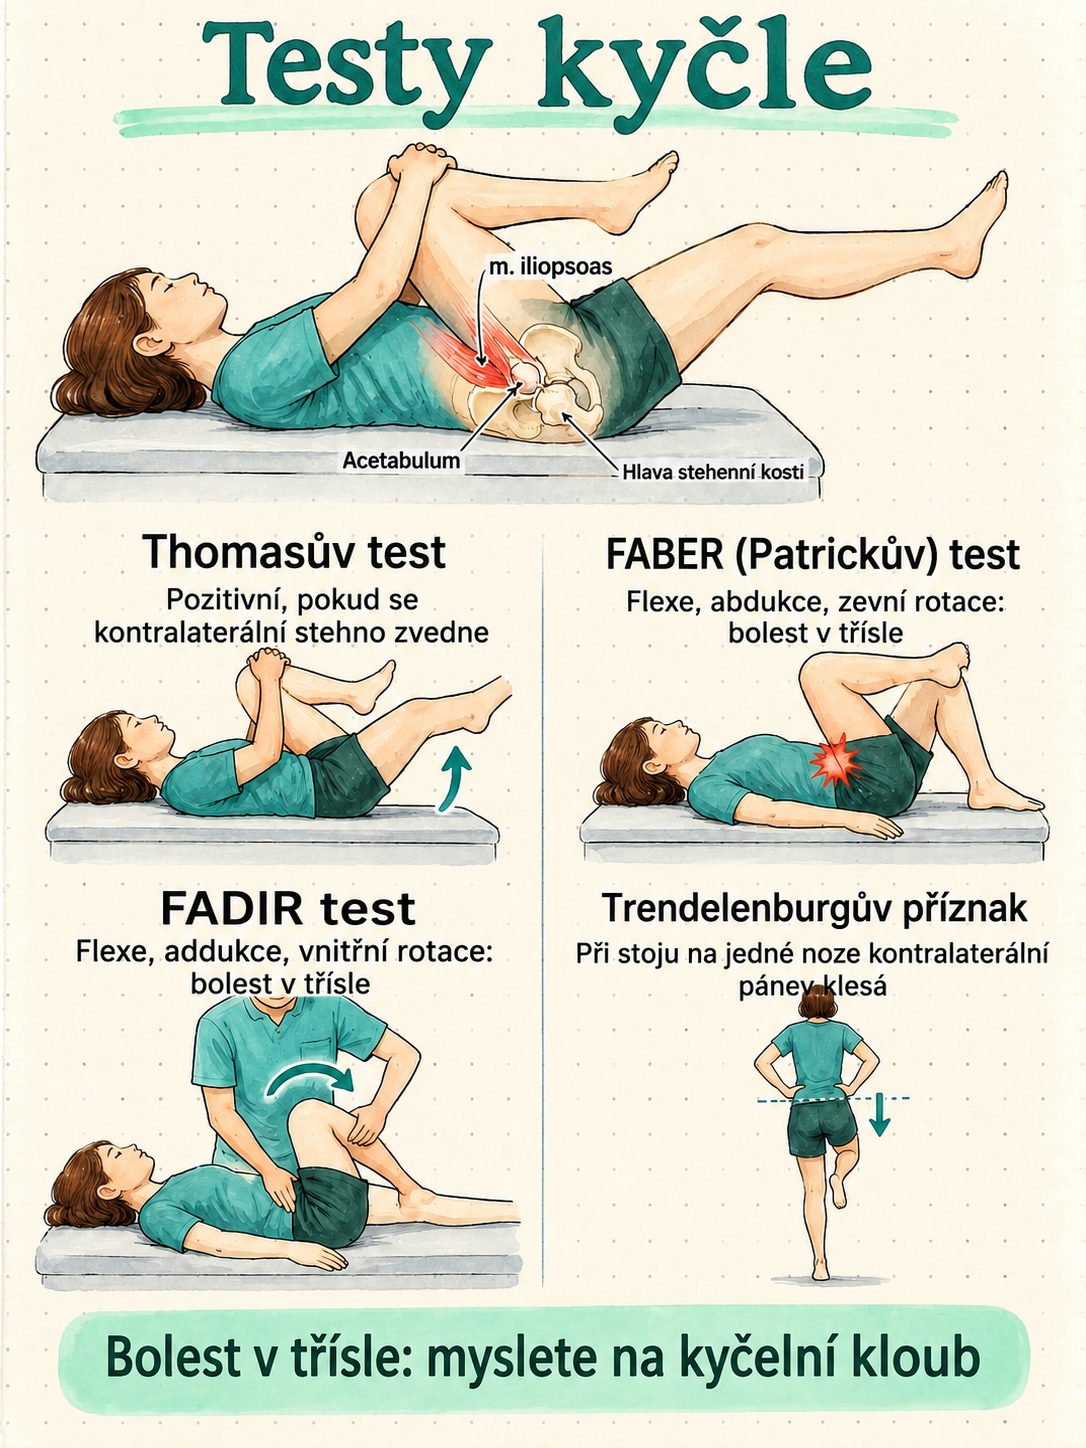 Testy kyčle
m. iliopsoas
Acetabulum
Hlava stehenní kosti
Thomasův test
Pozitivní, pokud se
kontralaterální stehno zvedne
FABER (Patrickův) test
Flexe, abdukce, zevní rotace:
bolest v třísle
FADIR test
Flexe, addukce, vnitřní rotace:
bolest v třísle
Trendelenburgův příznak
Při stoju na jedné noze kontralaterální
pánev klesá
Bolest v třísle: myslete na kyčelní kloub